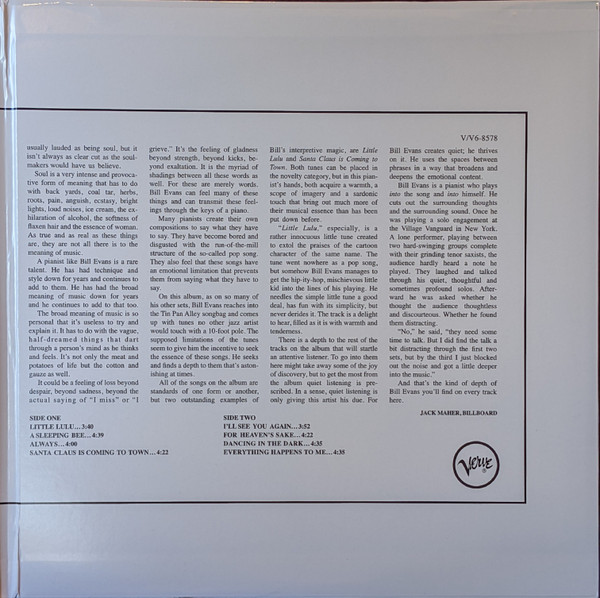 V/V6-8578
usually lauded as being soul, but it
isn't always as clear cut as the soul-
makers would have us believe.
Soul is a very intense and provoca-
tive form of meaning that has to do
with back yards, coal tar, herbs,
roots, pain, anguish, ecstasy, bright
lights, loud noises, ice cream, the ex-
hilaration of alcohol, the softness of
flaxen hair and the essence of woman.
As true and as real as these things
are, they are not all there is to the
meaning of music.
A pianist like Bill Evans is a rare
talent. He has had technique and
style down for years and continues to
add to them. He has had the broad
meaning of music down for years
and he continues to add to that too.
The broad meaning of music is so
personal that it's useless to try and
explain it. It has to do with the vague,
half-dreamed things that dart
through a person's mind as he thinks
and feels. It's not only the meat and
potatoes of life but the cotton and
gauze as well.
It could be a feeling of loss beyond
despair, beyond sadness, beyond the
actual saying of "I miss" or "I
grieve." It's the feeling of gladness
beyond strength, beyond kicks, be-
yond exaltation. It is the myriad of
shadings between all these words as
well. For these are merely words.
Bill Evans can feel many of these
things and can transmit these feel-
ings through the keys of a piano.
Many pianists create their own
compositions to say what they have
to say. They have become bored and
disgusted with the run-of-the-mill
structure of the so-called pop song.
They also feel that these songs have
an emotional limitation that prevents
them from saying what they have to
say.
On this album, as on so many of
his other sets, Bill Evans reaches into
the Tin Pan Alley songbag and comes
up with tunes no other jazz artist
would touch with a 10-foot pole. The
supposed limitations of the tunes
seem to give him the incentive to seek
the essence of these songs. He seeks
and finds a depth to them that's aston-
ishing at times.
All of the songs on the album are
standards of one form or another,
but two outstanding examples of
Bill's interpretive magic, are Little
Lulu and Santa Claus is Coming to
Town. Both tunes can be placed in
the novelty category, but in this pian-
ist's hands, both acquire a warmth, a
scope of imagery and a sardonic
touch that bring out much more of
their musical essence than has been
put down before.
"Little Lulu," especially, is a
rather innocuous little tune created
to extol the praises of the cartoon
character of the same name. The
tune went nowhere as a pop song,
but somehow Bill Evans manages to
get the hip-ity-hop, mischievous little
kid into the lines of his playing. He
needles the simple little tune a good
deal, has fun with its simplicity, but
never derides it. The track is a delight
to hear, filled as it is with warmth and
tenderness.
There is a depth to the rest of the
tracks on the album that will startle
an attentive listener. To go into them
here might take away some of the joy
of discovery, but to get the most from
the album quiet listening is pre-
scribed. In a sense, quiet listening is
only giving this artist his due. For
Bill Evans creates quiet; he thrives
on it. He uses the spaces between
phrases in a way that broadens and
deepens the emotional context.
Bill Evans is a pianist who plays
into the song and into himself. He
cuts out the surrounding thoughts
and the surrounding sound. Once he
was playing a solo engagement at
the Village Vanguard in New York.
A lone performer, playing between
two hard-swinging groups complete
with their grinding tenor saxists, the
audience hardly heard a note he
played. They laughed and talked
through his quiet, thoughtful and
sometimes profound solos. After-
ward he was asked whether he
thought the audience thoughtless
and discourteous. Whether he found
them distracting.
"No," he said, "they need some
time to talk. But I did find the talk a
bit distracting through the first two
sets, but by the third I just blocked
out the noise and got a little deeper
into the music."
And that's the kind of depth of
Bill Evans you'll find on every track
here.
JACK MAHER, BILLBOARD
SIDE ONE
LITTLE LULU...3:40
A SLEEPING BEE...4:39
ALWAYS...4:00
SANTA CLAUS IS COMING TO TOWN...4:22
SIDE TWO
I'LL SEE YOU AGAIN...3:52
FOR HEAVEN'S SAKE...4:22
DANCING IN THE DARK...4:35
EVERYTHING HAPPENS TO ME...4:35
Verve